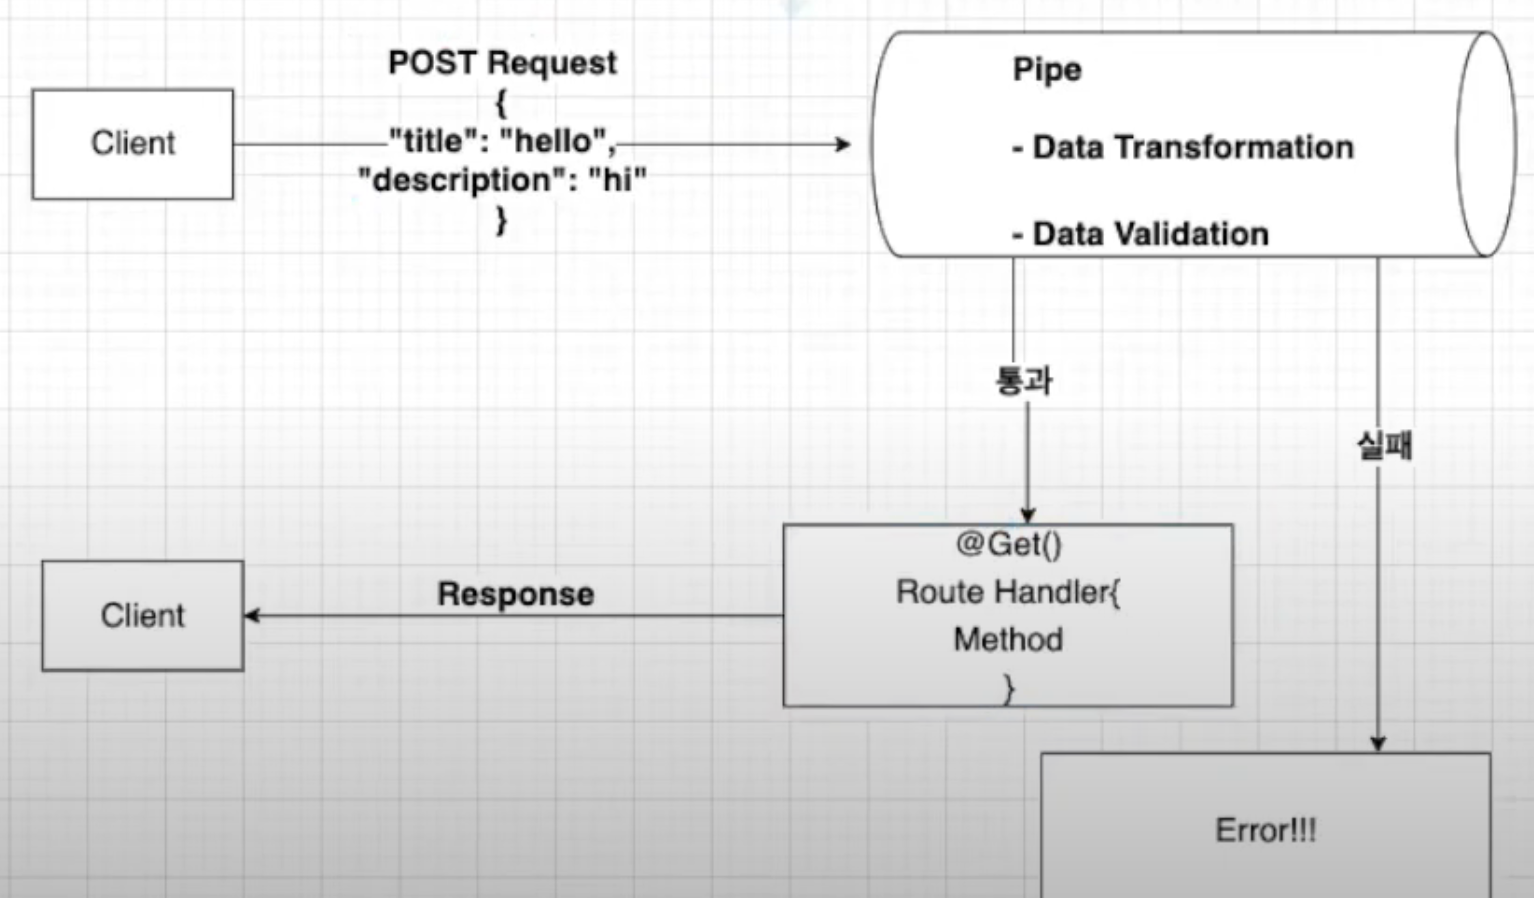 Client
POST Request
{
"title": "hello",
"description": "hi"
}
Pipe
- Data Transformation
- Data Validation
통과
실패
@Get()
Route Handler{
Method
}
Response
Client
Error!!!